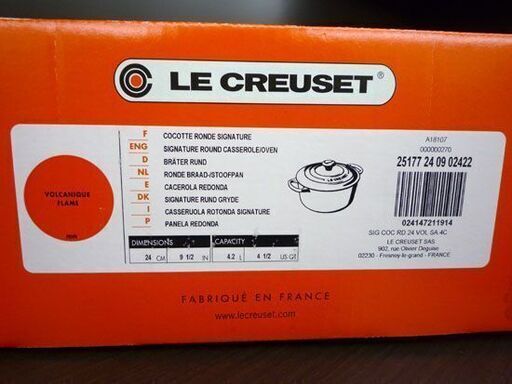 LE CREUSET®
VOLCANIQUE
FLAME
F COCOTTE RONDE SIGNATURE
ENG SIGNATURE ROUND CASSEROLE/OVEN
D BRÄTER RUND
NL RONDE BRAAD-/STOOFPAN
E CACEROLA REDONDA
DK SIGNATURE RUND GRYDE
I CASSERUOLA ROTONDA SIGNATURE
P PANELA REDONDA
DIMENSIONS CAPACITY
24 CM 9 1/2 IN 4.2 L 4 1/2 US QT
A18107
000000270
25177 24 09 02422
024147211914
SIG COC RD 24 VOL SA 4C
LE CREUSET SAS
902, rue Olivier Deguise
02230 - Fresnoy-le-grand - FRANCE
FABRIQUÉ EN FRANCE
www.lecreuset.com